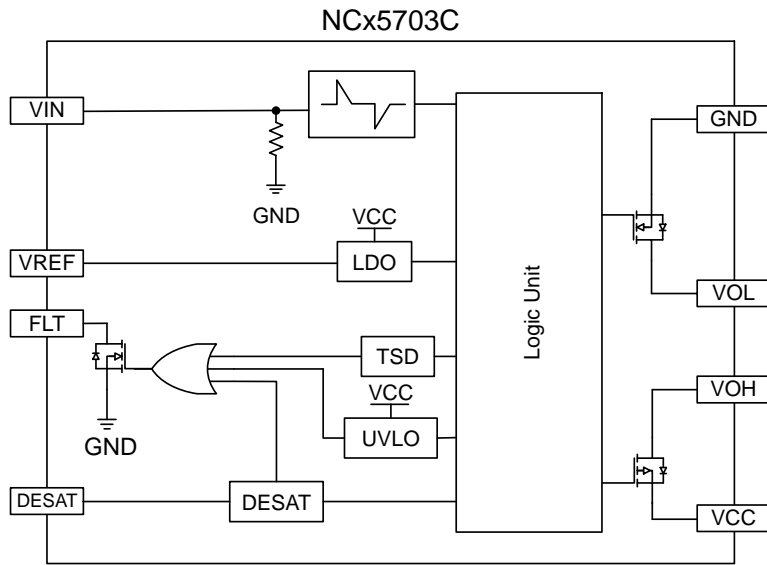 NCx5703C
VIN
GND
GND
VCC
VREF
LDO
Logic Unit
VOL
FLT
TSD
VCC
VOH
GND
UVLO
DESAT
DESAT
VCC